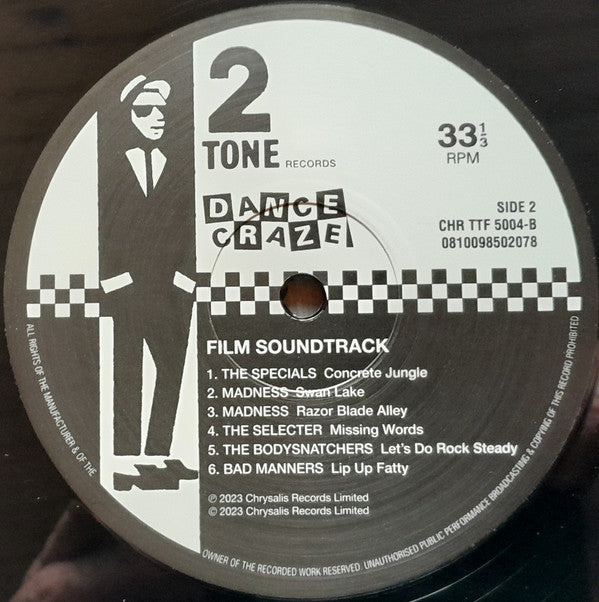 2
TONE RECORDS
33⅓
RPM
DANCE
CRAZE
SIDE 2
CHR TTF 5004-B
0810098502078
FILM SOUNDTRACK
1. THE SPECIALS Concrete Jungle
2. MADNESS Swan Lake
3. MADNESS Razor Blade Alley
4. THE SELECTER Missing Words
5. THE BODYSNATCHERS Let's Do Rock Steady
6. BAD MANNERS Lip Up Fatty
℗ 2023 Chrysalis Records Limited
© 2023 Chrysalis Records Limited
ALL RIGHTS OF THE MANUFACTURER & OF THE
OWNER OF THE RECORDED WORK RESERVED. UNAUTHORISED PUBLIC PERFORMANCE BROADCASTING & COPYING OF THIS RECORD PROHIBITED